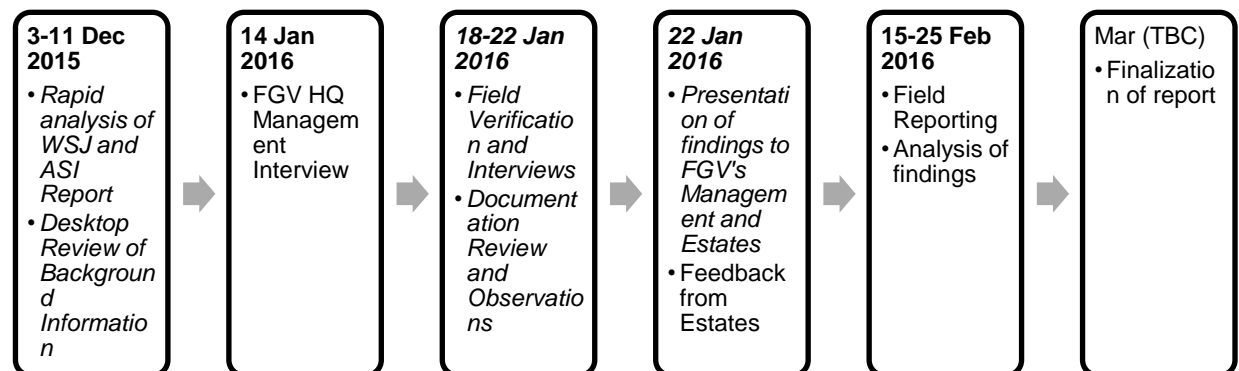 3-11 Dec
2015
• Rapid
analysis of
WSJ and
ASI
Report
• Desktop
Review of
Backgroun
d
Informatio
n
14 Jan
2016
• FGV HQ
Managem
ent
Interview
18-22 Jan
2016
• Field
Verificatio
n and
Interviews
• Document
ation
Review
and
Observatio
ns
22 Jan
2016
• Presentati
on of
findings to
FGV's
Managem
ent and
Estates
• Feedback
from
Estates
15-25 Feb
2016
• Field
Reporting
• Analysis of
findings
Mar (TBC)
• Finalizatio
n of report